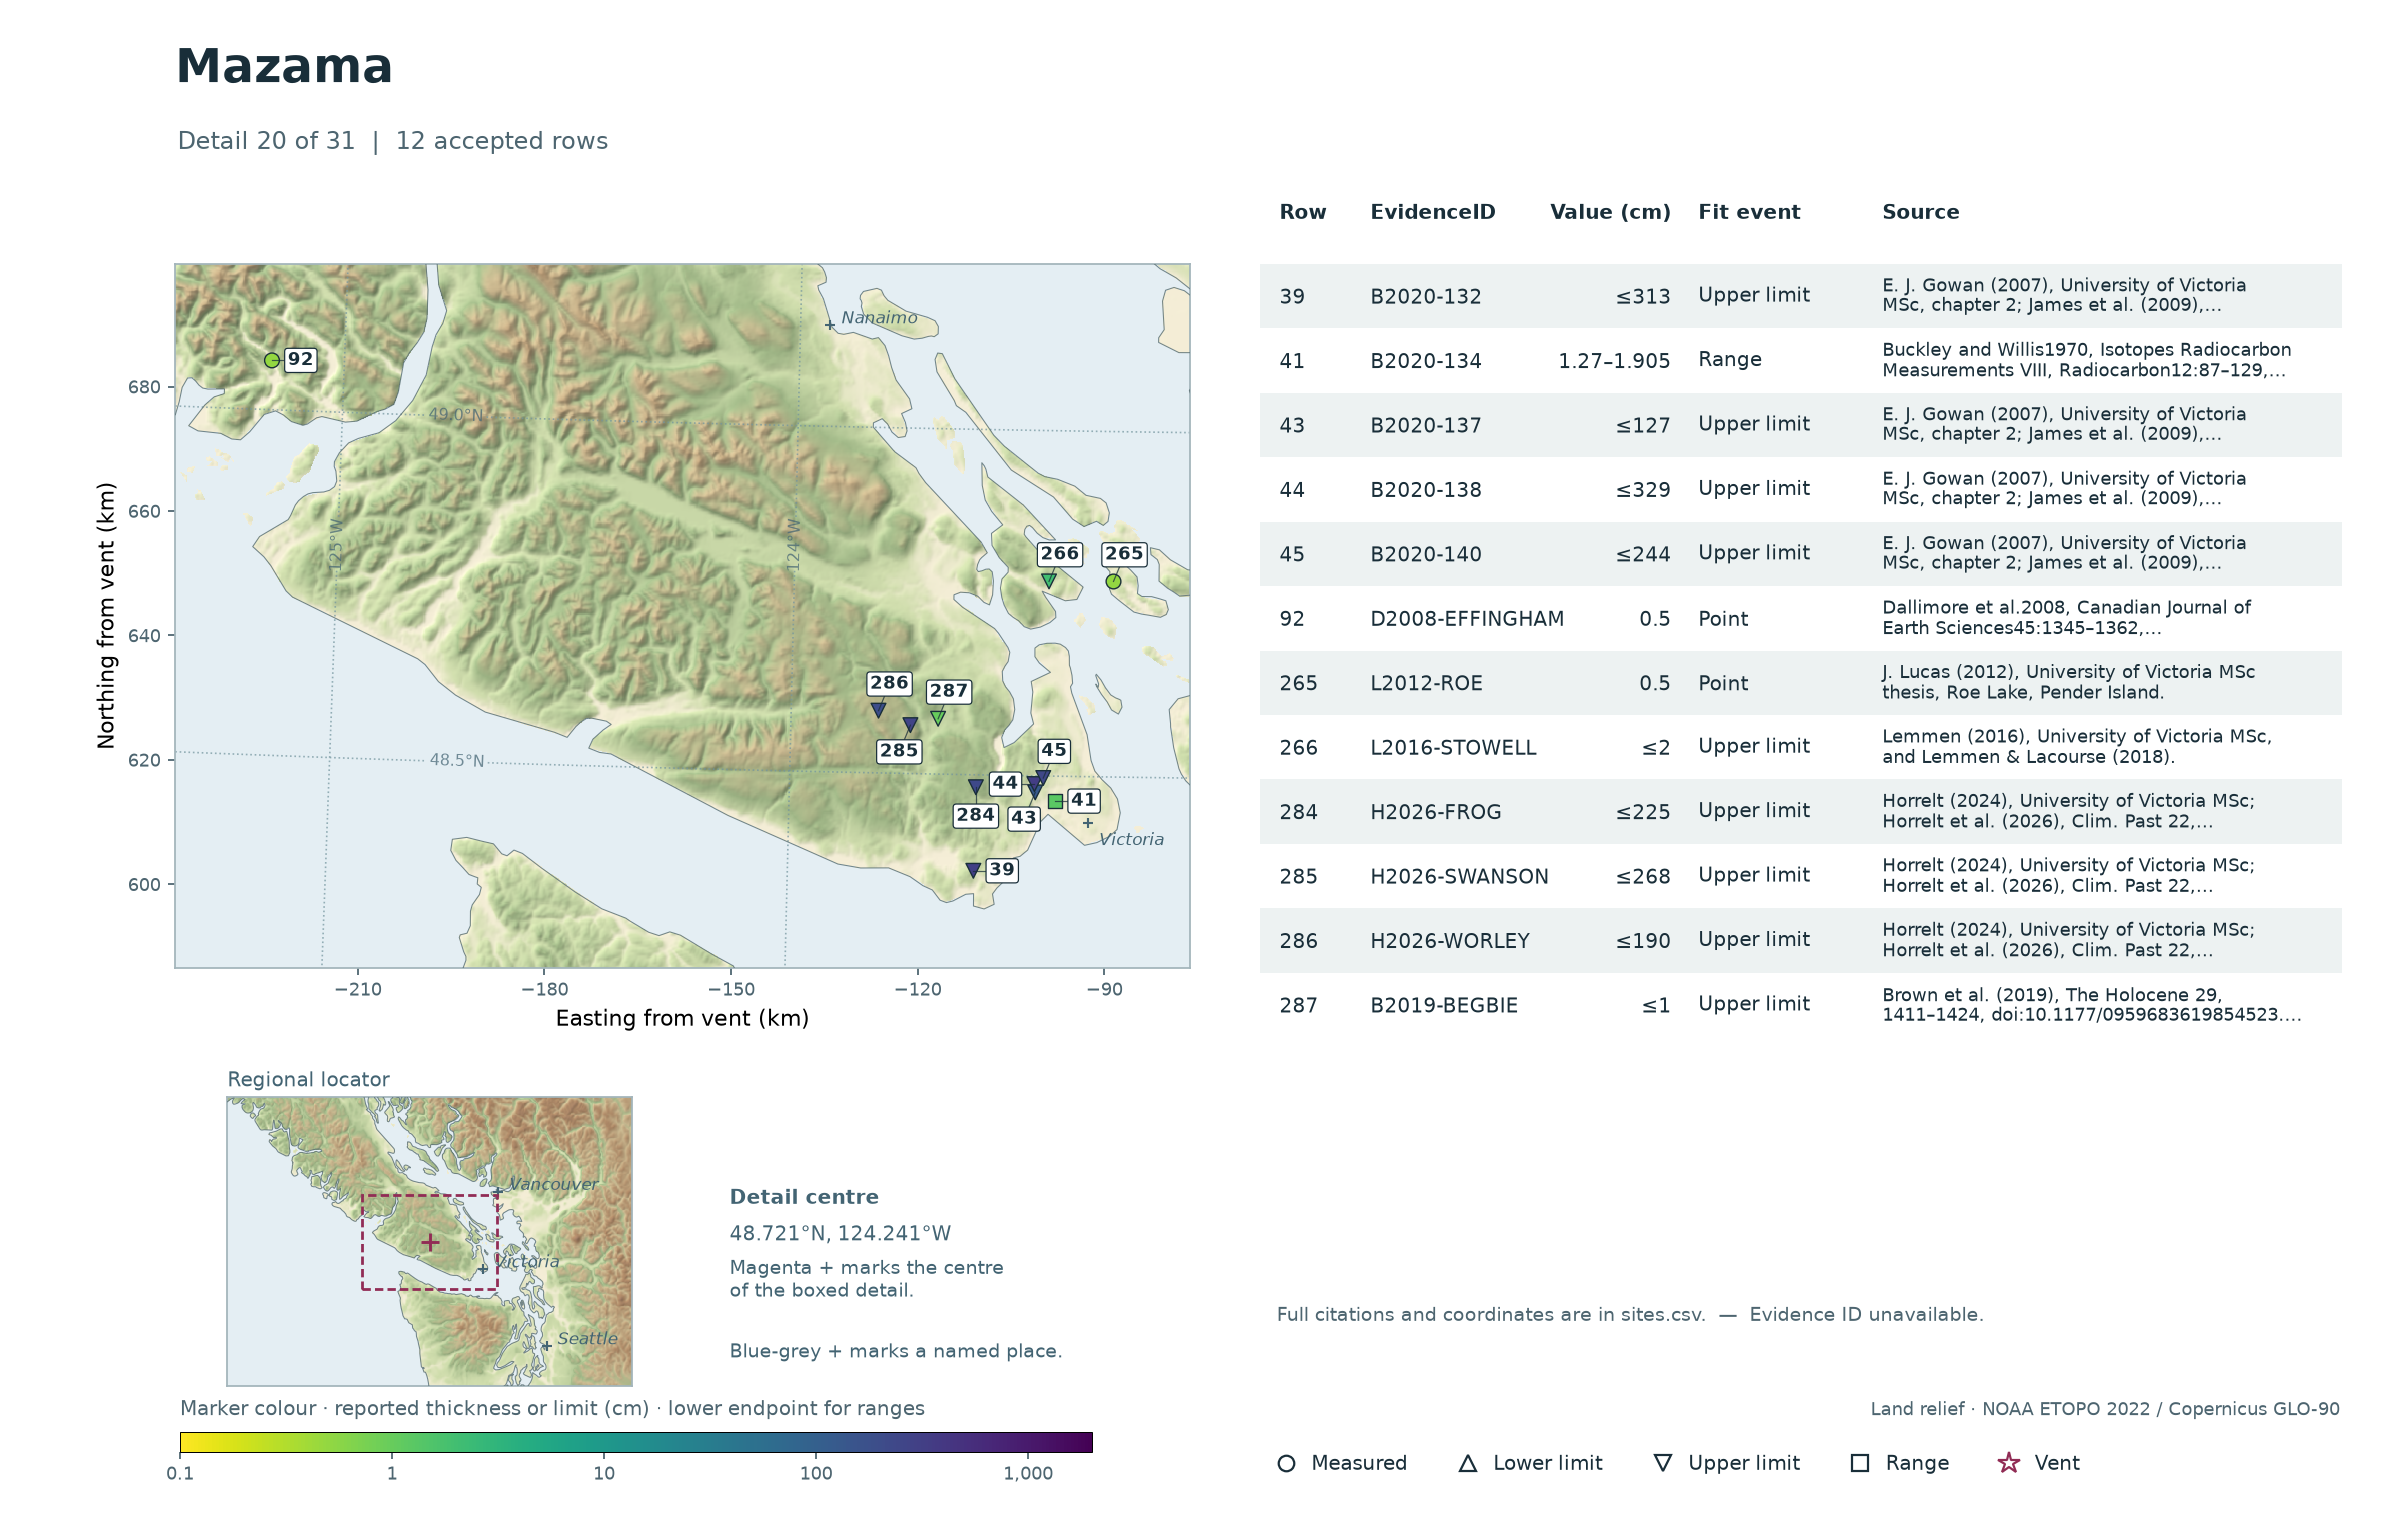 Mazama
Detail 20 of 31 | 12 accepted rows
Row EvidenceID Value (cm) Fit event Source
39 B2020-132 ≤313 Upper limit E. J. Gowan (2007), University of Victoria
MSc, chapter 2; James et al. (2009),…
41 B2020-134 1.27–1.905 Range Buckley and Willis1970, Isotopes Radiocarbon
Measurements VIII, Radiocarbon12:87–129,…
43 B2020-137 ≤127 Upper limit E. J. Gowan (2007), University of Victoria
MSc, chapter 2; James et al. (2009),…
44 B2020-138 ≤329 Upper limit E. J. Gowan (2007), University of Victoria
MSc, chapter 2; James et al. (2009),…
45 B2020-140 ≤244 Upper limit E. J. Gowan (2007), University of Victoria
MSc, chapter 2; James et al. (2009),…
92 D2008-EFFINGHAM 0.5 Point Dallimore et al.2008, Canadian Journal of
Earth Sciences45:1345–1362,…
265 L2012-ROE 0.5 Point J. Lucas (2012), University of Victoria MSc
thesis, Roe Lake, Pender Island.
266 L2016-STOWELL ≤2 Upper limit Lemmen (2016), University of Victoria MSc,
and Lemmen & Lacourse (2018).
284 H2026-FROG ≤225 Upper limit Horrelt (2024), University of Victoria MSc;
Horrelt et al. (2026), Clim. Past 22,…
285 H2026-SWANSON ≤268 Upper limit Horrelt (2024), University of Victoria MSc;
Horrelt et al. (2026), Clim. Past 22,…
286 H2026-WORLEY ≤190 Upper limit Horrelt (2024), University of Victoria MSc;
Horrelt et al. (2026), Clim. Past 22,…
287 B2019-BEGBIE ≤1 Upper limit Brown et al. (2019), The Holocene 29,
1411–1424, doi:10.1177/0959683619854523.…
Northing from vent (km)
680
660
640
620
600
Nanaimo
92
49.0°N
125°W
124°W
266
265
286
287
285
48.5°N
45
44
41
284
43
Victoria
39
−210 −180 −150 −120 −90
Easting from vent (km)
Regional locator
Vancouver
Victoria
Seattle
Detail centre
48.721°N, 124.241°W
Magenta + marks the centre
of the boxed detail.
Blue-grey + marks a named place.
Full citations and coordinates are in sites.csv. — Evidence ID unavailable.
Marker colour · reported thickness or limit (cm) · lower endpoint for ranges
0.1 1 10 100 1,000
Land relief · NOAA ETOPO 2022 / Copernicus GLO-90
Measured Lower limit Upper limit Range Vent